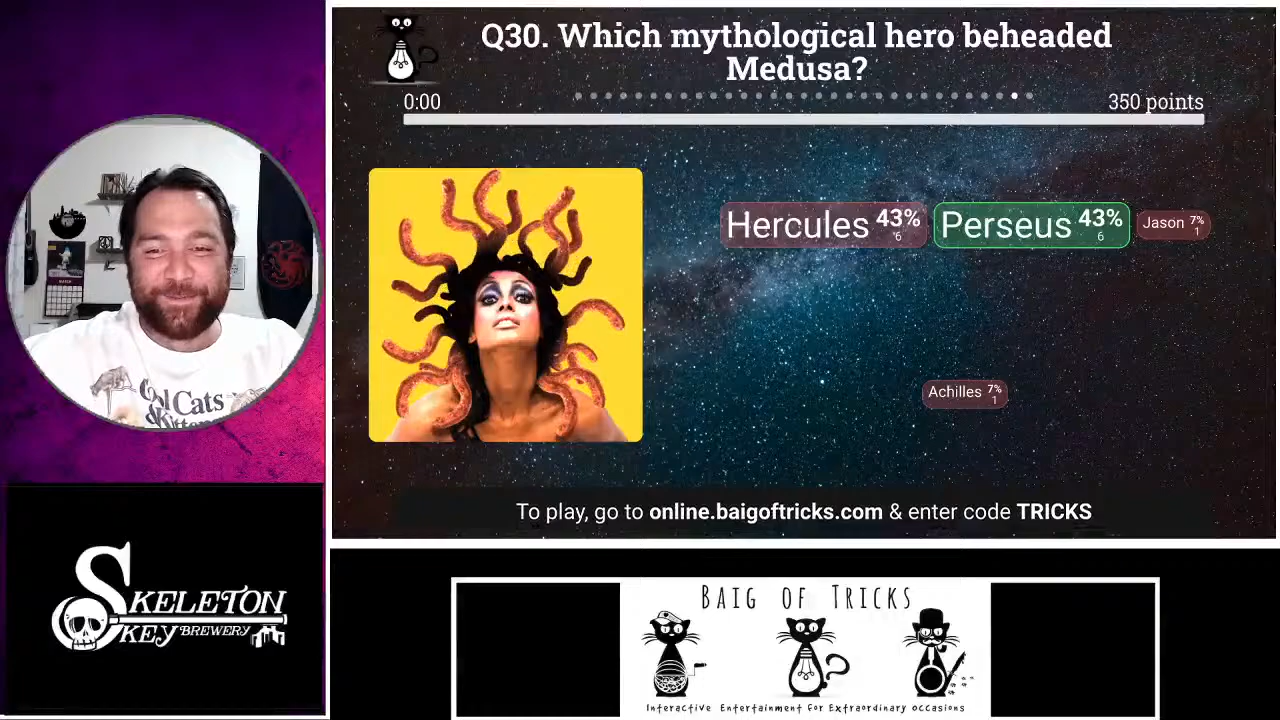 Q30. Which mythological hero beheaded
Medusa?
0:00
350 points
Hercules 43%
6
Perseus 43%
6
Jason 7%
1
Achilles 7%
1
To play, go to online.baigoftricks.com & enter code TRICKS
MARCH
Cats
&
SKELETON
KEY BREWERY
BAIG OF TRICKS
Interactive Entertainment for Extraordinary Occasions